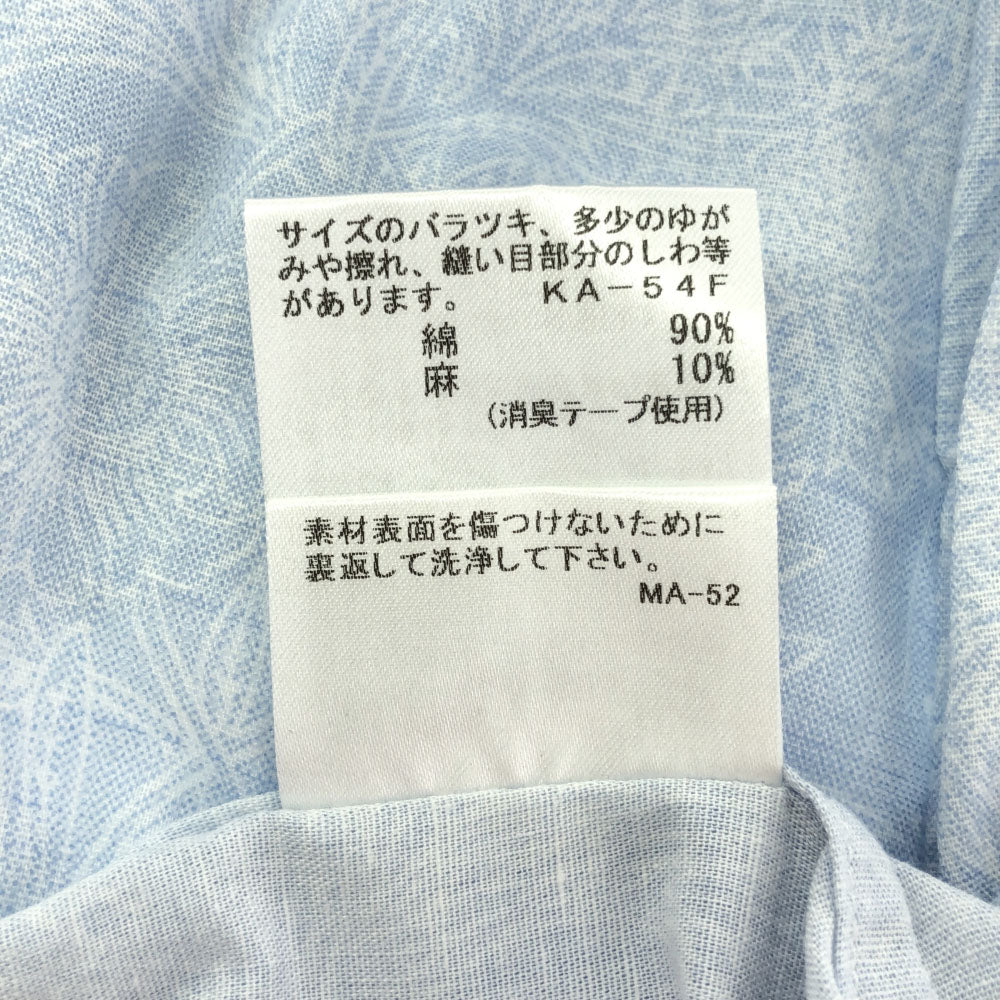 サイズのバラツキ、多少のゆが
みや擦れ、縫い目部分のしわ等
があります。 KA-54F
綿 90%
麻 10%
(消臭テープ使用)
素材表面を傷つけないために
裏返して洗浄して下さい。
MA-52